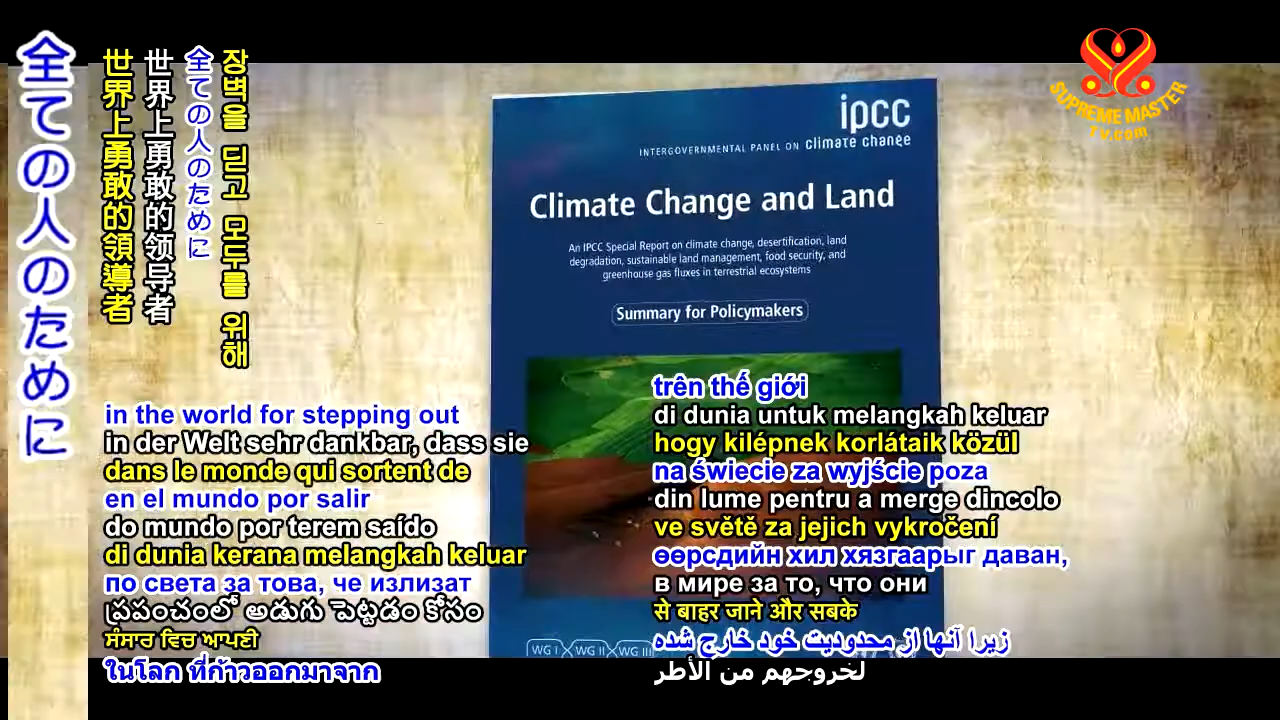 全ての人のために
世界上勇敢的領導者
世界上勇敢的领导者
全ての人のために
장벽을 딛고 모두를 위해
SUPREME MASTER
TV.com
ipcc
INTERGOVERNMENTAL PANEL ON climate change
Climate Change and Land
An IPCC Special Report on climate change, desertification, land
degradation, sustainable land management, food security, and
greenhouse gas fluxes in terrestrial ecosystems
Summary for Policymakers
WG I WG II WG III
in the world for stepping out
in der Welt sehr dankbar, dass sie
dans le monde qui sortent de
en el mundo por salir
do mundo por terem saído
di dunia kerana melangkah keluar
по света за това, че излизат
ప్రపంచంలో అడుగు పెట్టడం కోసం
ਸੰਸਾਰ ਵਿਚ ਆਪਣੀ
ในโลก ที่ก้าวออกมาจาก
trên thế giới
di dunia untuk melangkah keluar
hogy kilépnek korlátaik közül
na świecie za wyjście poza
din lume pentru a merge dincolo
ve světě za jejich vykročení
өөрсдийн хил хязгаарыг даван,
в мире за то, что они
से बाहर जाने और सबके
زیرا آنها از محدودیت خود خارج شده
لخروجهم من الأطر